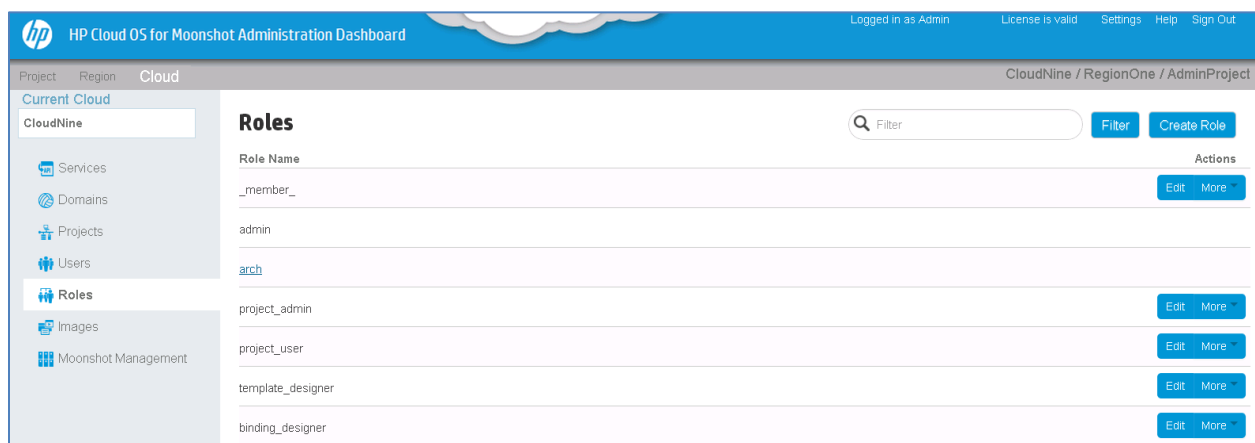 hp HP Cloud OS for Moonshot Administration Dashboard Logged in as Admin License is valid Settings Help Sign Out
Project Region Cloud CloudNine / RegionOne / AdminProject
Current Cloud
CloudNine
Services
Domains
Projects
Users
Roles
Images
Moonshot Management
Roles Filter Filter Create Role
Role Name Actions
_member_ Edit More
admin
arch
project_admin Edit More
project_user Edit More
template_designer Edit More
binding_designer Edit More